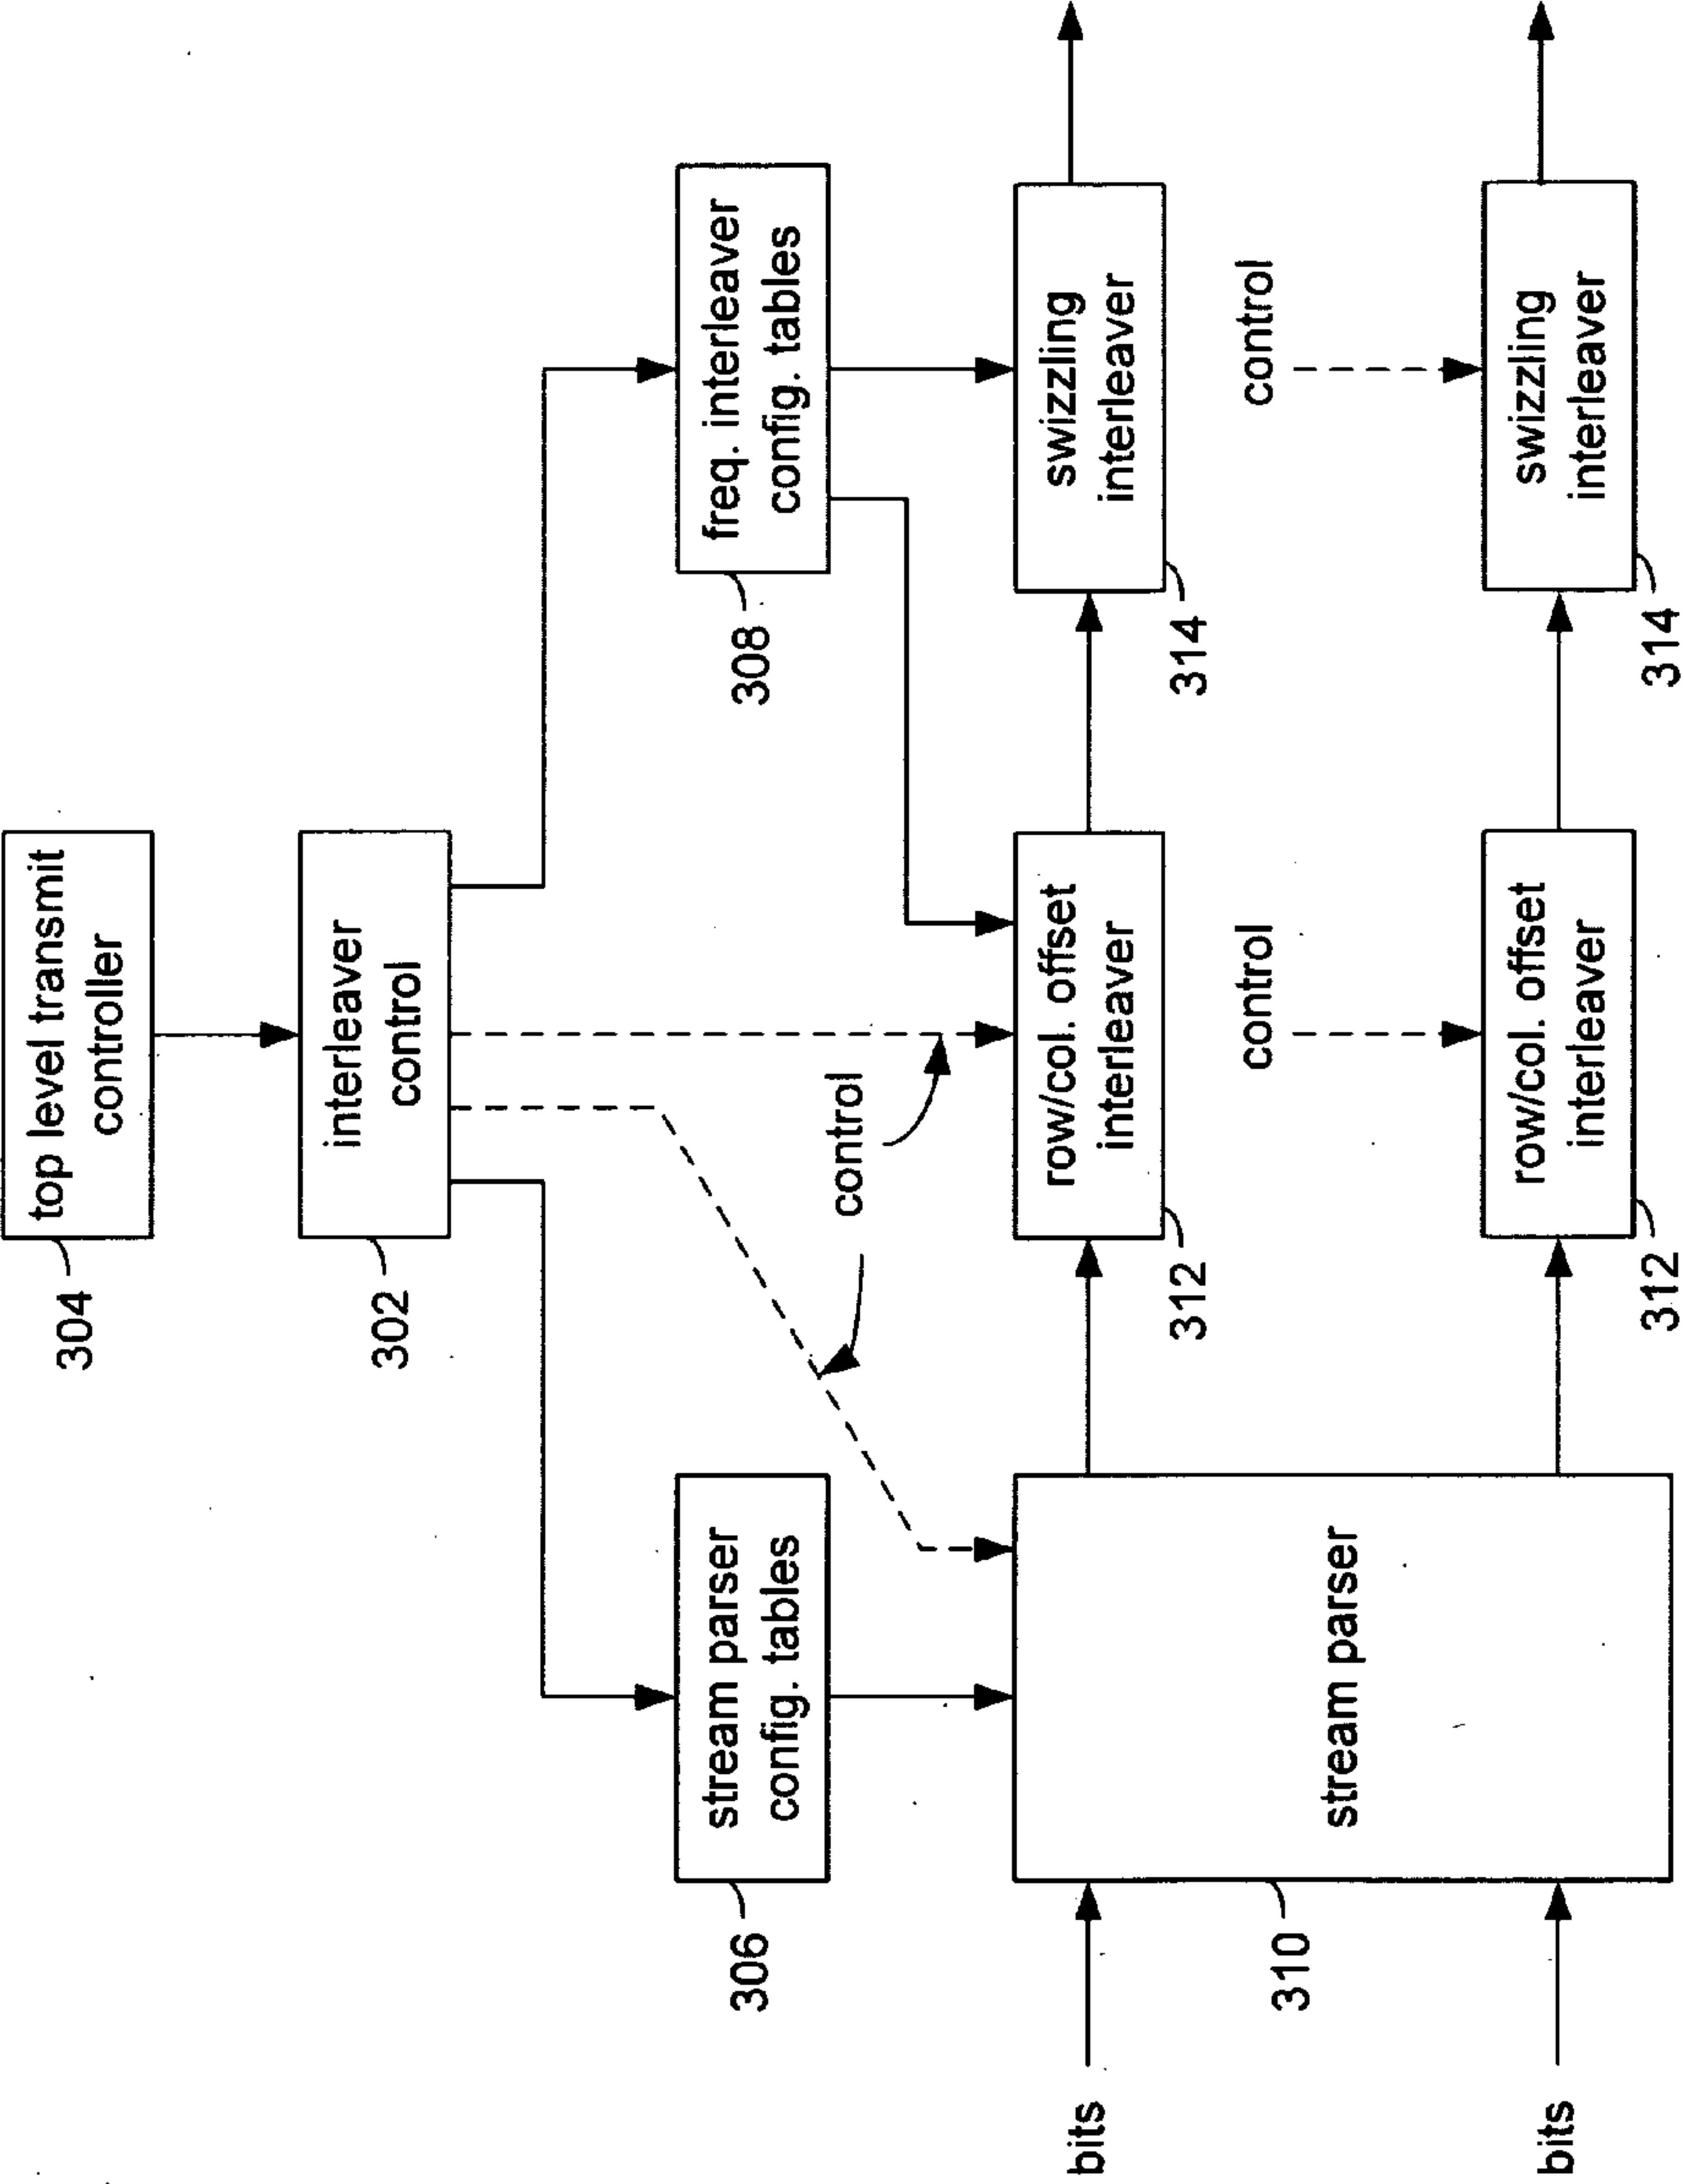 top level transmit
controller
304
interleaver
control
302
stream parser
config. tables
306
freq. interleaver
config. tables
308
control
bits
bits
stream parser
310
row/col. offset
interleaver
312
swizzling
interleaver
314
control
control
row/col. offset
interleaver
312
swizzling
interleaver
314